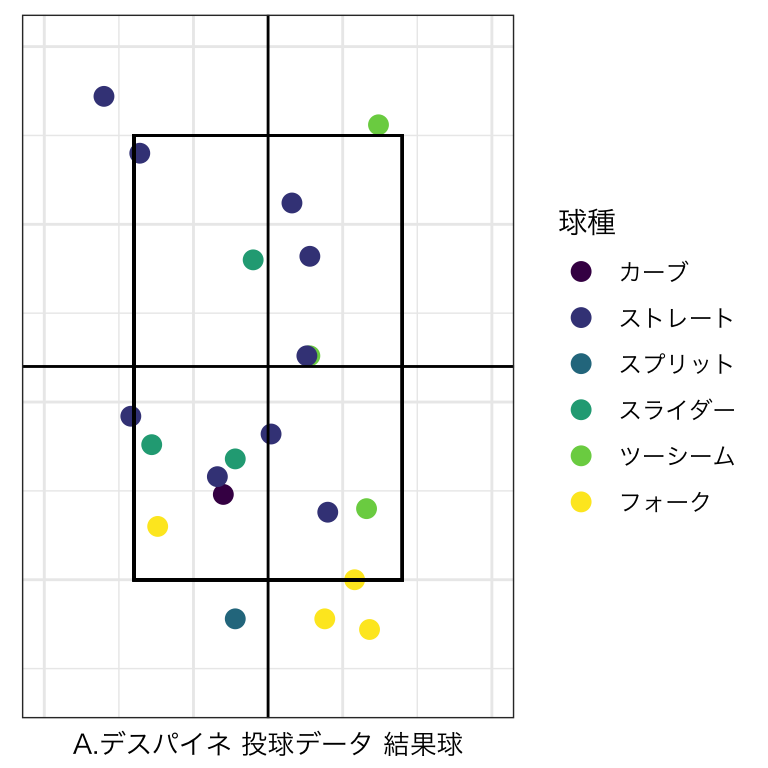 球種
カーブ
ストレート
スプリット
スライダー
ツーシーム
フォーク
A.デスパイネ 投球データ 結果球